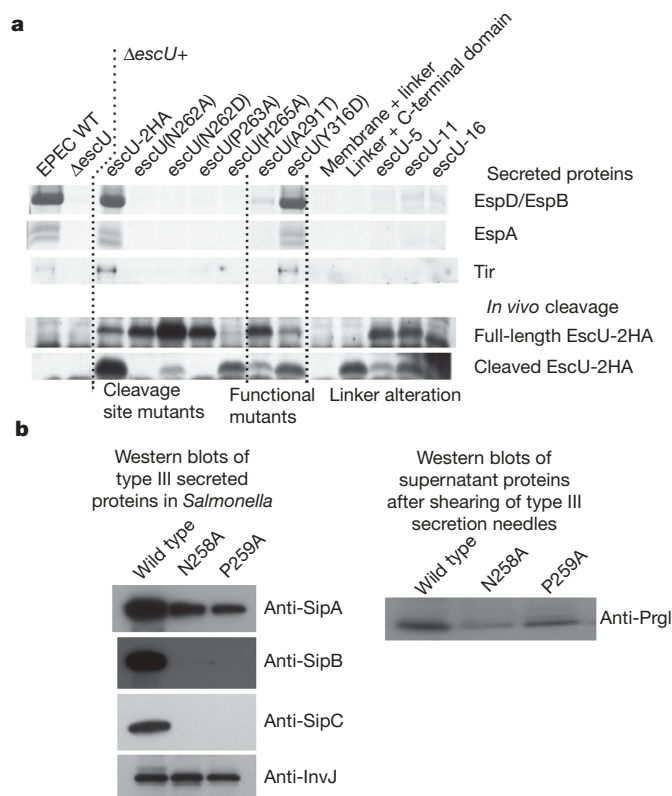 a
ΔescU+
EPEC WT
ΔescU
escU-2HA
escU(N262A)
escU(N262D)
escU(P263A)
escU(H265A)
escU(A291T)
escU(Y316D)
Membrane + linker
Linker + C-terminal domain
escU-5
escU-11
escU-16
Secreted proteins
EspD/EspB
EspA
Tir
In vivo cleavage
Full-length EscU-2HA
Cleaved EscU-2HA
Cleavage
site mutants
Functional
mutants
Linker alteration
b
Western blots of
type III secreted
proteins in Salmonella
Wild type
N258A
P259A
Anti-SipA
Anti-SipB
Anti-SipC
Anti-InvJ
Western blots of
supernatant proteins
after shearing of type III
secretion needles
Wild type
N258A
P259A
Anti-PrgI